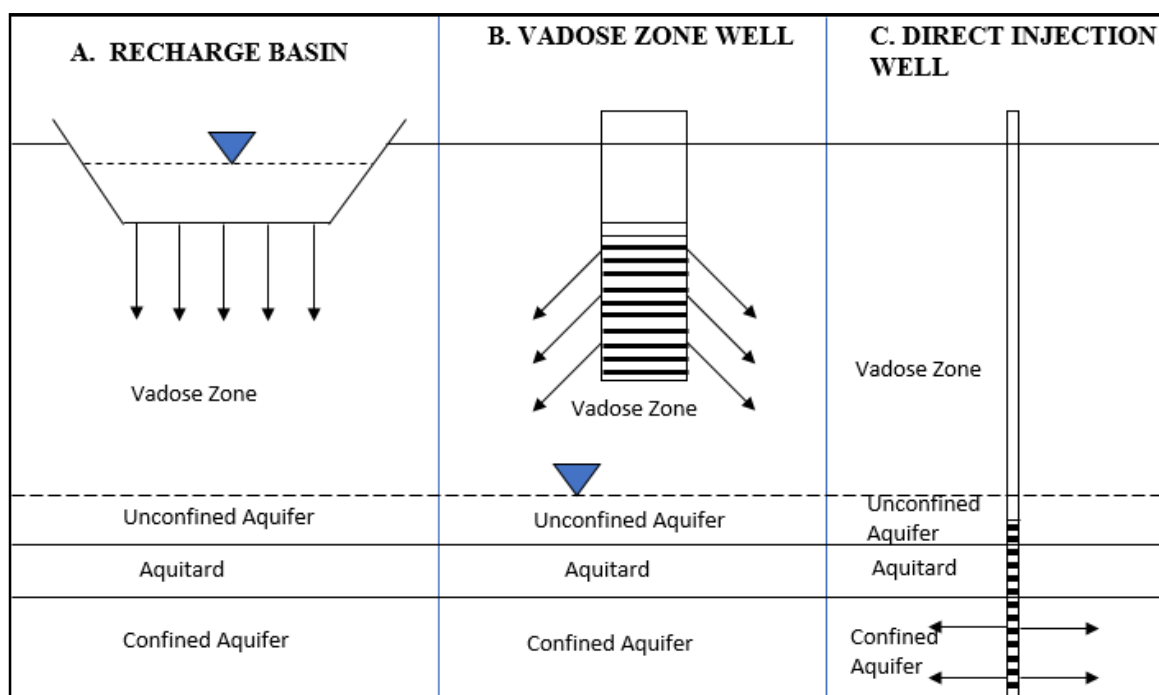 A. RECHARGE BASIN
B. VADOSE ZONE WELL
C. DIRECT INJECTION
WELL
Vadose Zone
Vadose Zone
Vadose Zone
Unconfined Aquifer
Unconfined Aquifer
Unconfined
Aquifer
Aquitard
Aquitard
Aquitard
Confined Aquifer
Confined Aquifer
Confined
Aquifer